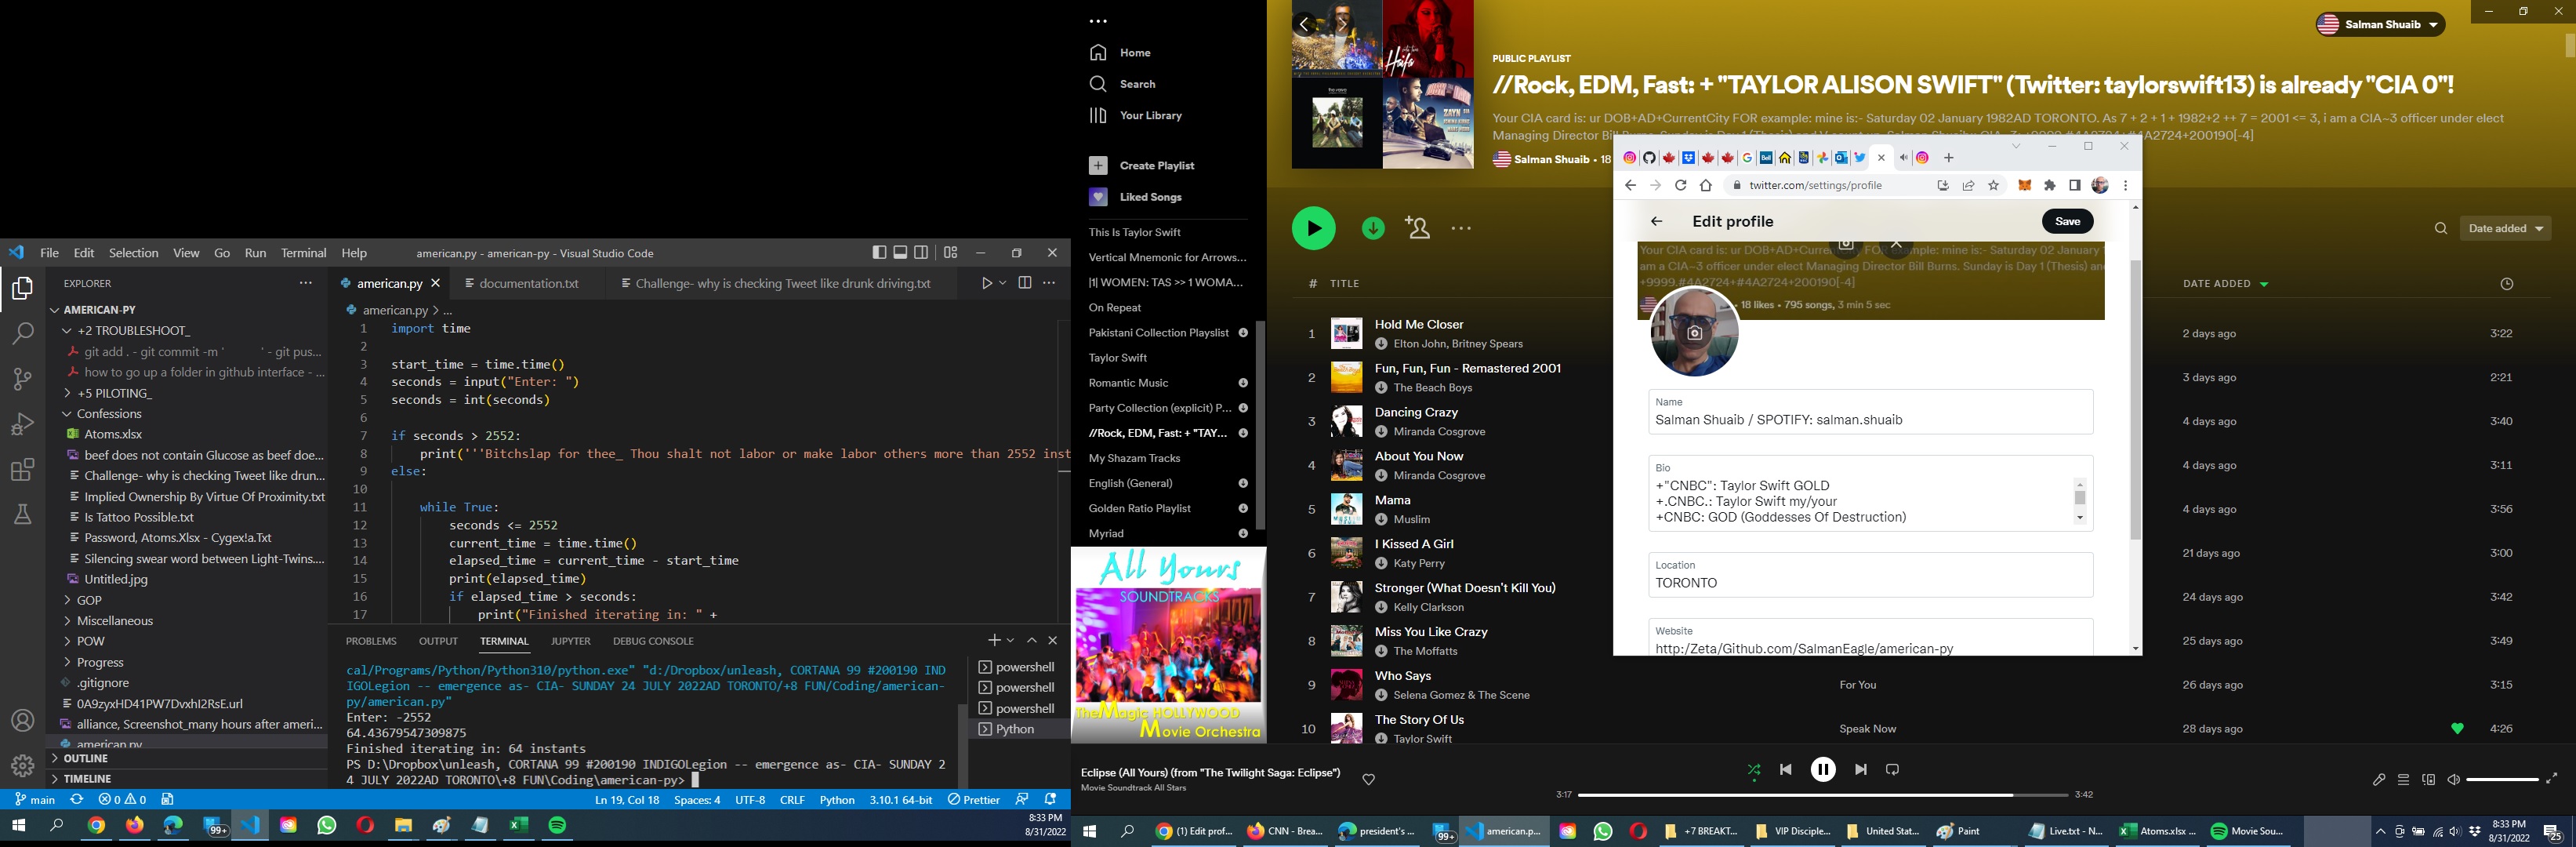 File Edit Selection View Go Run Terminal Help
american.py - american-py - Visual Studio Code
EXPLORER
AMERICAN-PY
+2 TROUBLESHOOT_
git add . - git commit -m ' ' - git pus...
how to go up a folder in github interface - ...
+5 PILOTING_
Confessions
Atoms.xlsx
beef does not contain Glucose as beef doe...
Challenge- why is checking Tweet like drun...
Implied Ownership By Virtue Of Proximity.txt
Is Tattoo Possible.txt
Password, Atoms.Xlsx - Cygex!a.Txt
Silencing swear word between Light-Twins....
Untitled.jpg
GOP
Miscellaneous
POW
Progress
.gitignore
0A9zyxHD41PW7DvxhI2RsE.url
alliance, Screenshot_many hours after ameri...
american.py
OUTLINE
TIMELINE
american.py
documentation.txt
Challenge- why is checking Tweet like drunk driving.txt
american.py > ...
1 import time
2
3 start_time = time.time()
4 seconds = input("Enter: ")
5 seconds = int(seconds)
6
7 if seconds > 2552:
8 print('''Bitchslap for thee_ Thou shalt not labor or make labor others more than 2552 inst
9 else:
10
11 while True:
12 seconds <= 2552
13 current_time = time.time()
14 elapsed_time = current_time - start_time
15 print(elapsed_time)
16 if elapsed_time > seconds:
17 print("Finished iterating in: " +
PROBLEMS OUTPUT TERMINAL JUPYTER DEBUG CONSOLE
cal/Programs/Python/Python310/python.exe" "d:/Dropbox/unleash, CORTANA 99 #200190 IND
IGOLegion -- emergence as- CIA- SUNDAY 24 JULY 2022AD TORONTO/+8 FUN/Coding/american-
py/american.py"
Enter: -2552
64.43679547309875
Finished iterating in: 64 instants
PS D:\Dropbox\unleash, CORTANA 99 #200190 INDIGOLegion -- emergence as- CIA- SUNDAY 2
4 JULY 2022AD TORONTO\+8 FUN\Coding\american-py>
powershell
powershell
powershell
Python
main 0 0
Ln 19, Col 18 Spaces: 4 UTF-8 CRLF Python 3.10.1 64-bit Prettier
99+
8:33 PM
8/31/2022
Home
Search
Your Library
Create Playlist
Liked Songs
This Is Taylor Swift
Vertical Mnemonic for Arrows...
|1| WOMEN: TAS >> 1 WOMA...
On Repeat
Pakistani Collection Playlist
Taylor Swift
Romantic Music
Party Collection (explicit) P...
//Rock, EDM, Fast: + "TAY...
My Shazam Tracks
English (General)
Golden Ratio Playlist
Myriad
All Yours
SOUNDTRACKS
The Magic HOLLYWOOD
Movie Orchestra
Haifa
ZAYN
Salman Shuaib
PUBLIC PLAYLIST
//Rock, EDM, Fast: + "TAYLOR ALISON SWIFT" (Twitter: taylorswift13) is already "CIA 0"!
Your CIA card is: ur DOB+AD+CurrentCity FOR example: mine is:- Saturday 02 January 1982AD TORONTO. As 7 + 2 + 1 + 1982+2 ++ 7 = 2001 <= 3, i am a CIA~3 officer under elect
Salman Shuaib • 18
Date added
# TITLE DATE ADDED
1 Hold Me Closer 2 days ago 3:22
Elton John, Britney Spears
2 Fun, Fun, Fun - Remastered 2001 3 days ago 2:21
The Beach Boys
3 Dancing Crazy 4 days ago 3:40
Miranda Cosgrove
4 About You Now 4 days ago 3:11
Miranda Cosgrove
5 Mama 4 days ago 3:56
Muslim
6 I Kissed A Girl 21 days ago 3:00
Katy Perry
7 Stronger (What Doesn't Kill You) 24 days ago 3:42
Kelly Clarkson
8 Miss You Like Crazy 25 days ago 3:49
The Moffatts
9 Who Says For You 26 days ago 3:15
Selena Gomez & The Scene
10 The Story Of Us Speak Now 28 days ago 4:26
Taylor Swift
twitter.com/settings/profile
Edit profile
Save
Your CIA card is: ur DOB+AD+Curren FO example: mine is:- Saturday 02 January
am a CIA~3 officer under elect Managing Director Bill Burns. Sunday is Day 1 (Thesis) an
+9999.#4A2724+#4A2724+200190[-4]
18 likes • 795 songs, 3 min 5 sec
Name
Salman Shuaib / SPOTIFY: salman.shuaib
Bio
+"CNBC": Taylor Swift GOLD
+.CNBC.: Taylor Swift my/your
+CNBC: GOD (Goddesses Of Destruction)
Location
TORONTO
Website
http:/Zeta/Github.com/SalmanEagle/american-py
Eclipse (All Yours) (from "The Twilight Saga: Eclipse")
Movie Soundtrack All Stars
3:17 3:42
(1) Edit prof... CNN - Brea... president's ... 99+ american.p... +7 BREAKT... VIP Disciple... United Stat... Paint Live.txt - N... Atoms.xlsx ... Movie Sou...
8:33 PM
8/31/2022
25